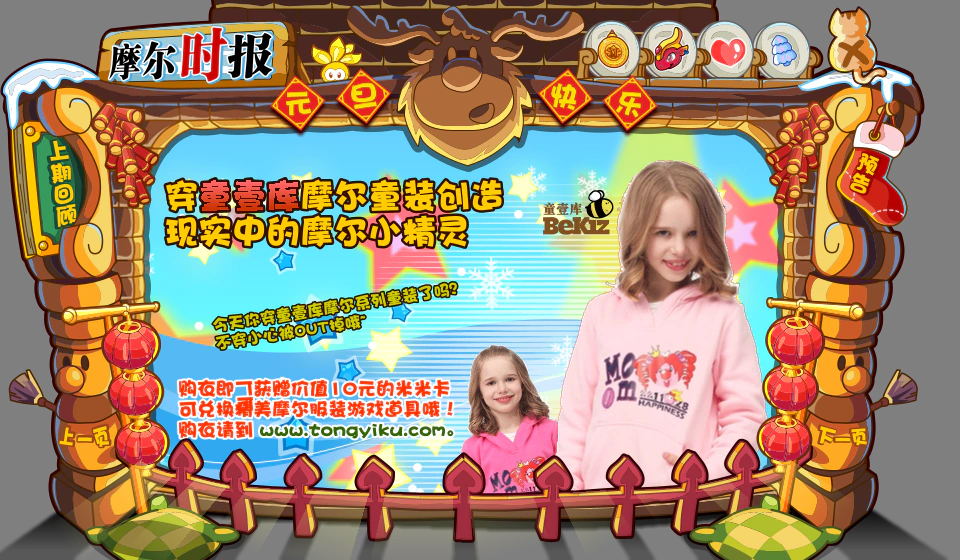 摩尔时报
元旦快乐
上期回顾
预告
穿童壹库摩尔童装创造
现实中的摩尔小精灵
童壹库
BeKIZ
今天你穿童壹库摩尔系列童装了吗?
不穿小心被OUT掉哦~
MOM
HAPPINESS
购衣即可获赠价值10元的米米卡
可兑换精美摩尔服装游戏道具哦!
购衣请到 www.tongyiku.com。
上一页
下一页